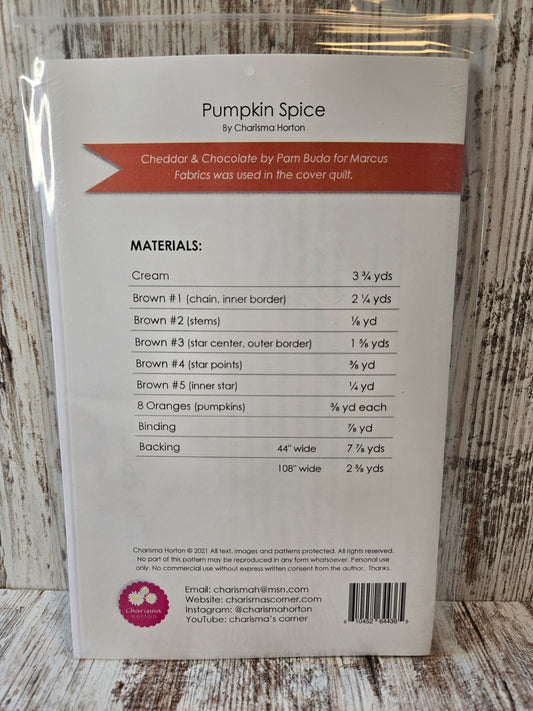 Pumpkin Spice
By Charisma Horton
Cheddar & Chocolate by Pam Buda for Marcus
Fabrics was used in the cover quilt.
MATERIALS:
Cream 3 ¾ yds
Brown #1 (chain, inner border) 2 ¼ yds
Brown #2 (stems) ⅛ yd
Brown #3 (star center, outer border) 1 ⅝ yds
Brown #4 (star points) ⅜ yd
Brown #5 (inner star) ¼ yd
8 Oranges (pumpkins) ⅜ yd each
Binding ⅞ yd
Backing 44" wide 7 ⅞ yds
108" wide 2 ⅝ yds
Charisma Horton © 2021 All text, images and patterns protected. All rights reserved.
No part of this pattern may be reproduced in any form whatsoever. Personal use
only. No commercial use without express written consent from the author. Thanks.
Email: charismah@msn.com
Website: charismascorner.com
Instagram: @charismahorton
YouTube: charisma's corner
Charisma
HORTON